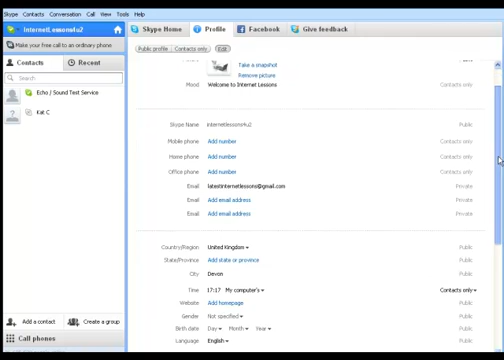 Skype Contacts Conversation Call View Tools Help
InternetLessons4u2
Skype Home Profile Facebook Give feedback
Make your free call to an ordinary phone
Public profile Contacts only Edit
Contacts Recent
Take a snapshot
Remove picture
Search
Mood Welcome to Internet Lessons Contacts only
Echo / Sound Test Service
Kat C
Skype Name internetlessons4u2 Public
Mobile phone Add number Contacts only
Home phone Add number Contacts only
Office phone Add number Contacts only
Email latestinternetlessons@gmail.com Private
Email Add email address Private
Email Add email address Private
Country/Region United Kingdom Public
State/Province Add state or province Public
City Devon Public
Time 17:17 My computer's Contacts only
Website Add homepage Public
Gender Not specified Public
Birth date Day Month Year Public
Language English Public
Add a contact Create a group
Call phones